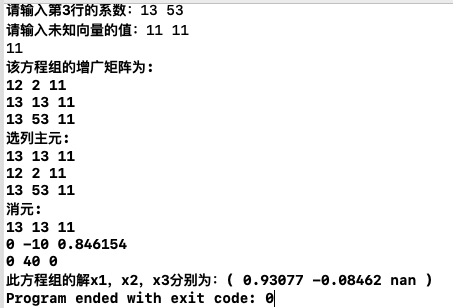 请输入第3行的系数：13 53
请输入未知向量的值：11 11
11
该方程组的增广矩阵为：
12 2 11
13 13 11
13 53 11
选列主元：
13 13 11
12 2 11
13 53 11
消元：
13 13 11
0 -10 0.846154
0 40 0
此方程组的解x1，x2，x3分别为：( 0.93077 -0.08462 nan )
Program ended with exit code: 0